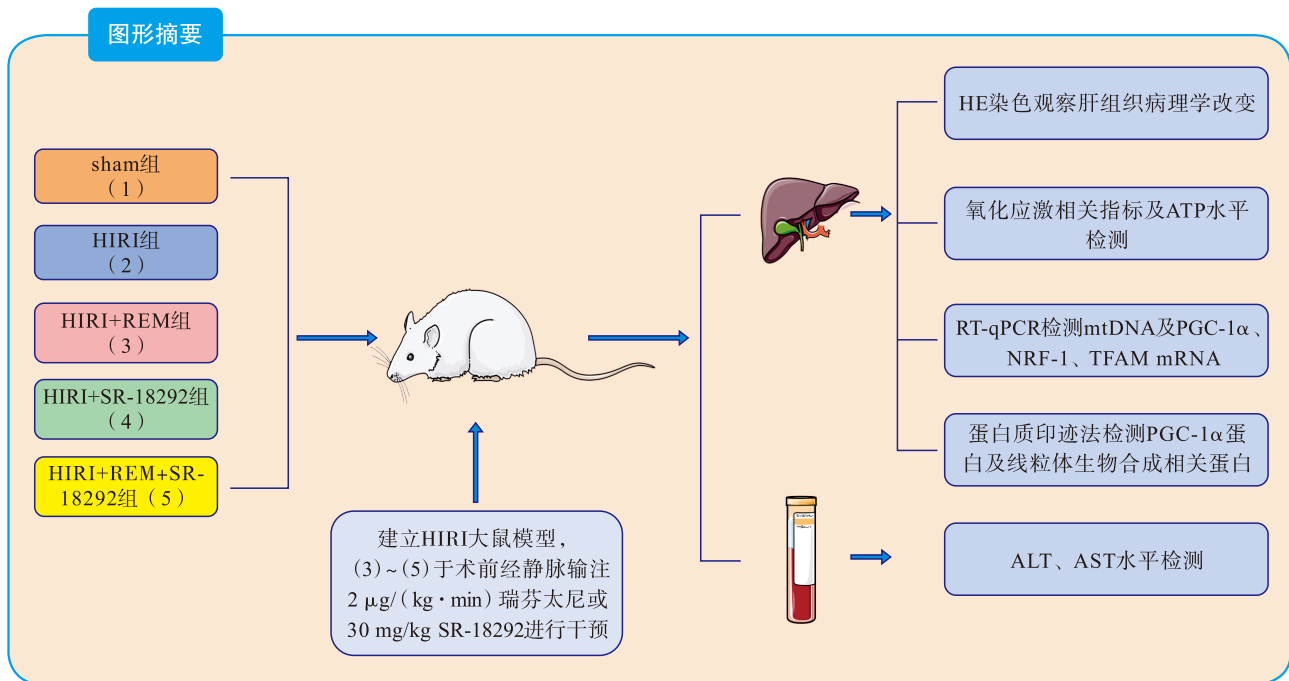 图形摘要
sham组
（1）
HIRI组
（2）
HIRI+REM组
（3）
HIRI+SR-18292组
（4）
HIRI+REM+SR-
18292组（5）
建立HIRI大鼠模型，
(3)~(5)于术前经静脉输注
2 μg/(kg·min) 瑞芬太尼或
30 mg/kg SR-18292进行干预
HE染色观察肝组织病理学改变
氧化应激相关指标及ATP水平
检测
RT-qPCR检测mtDNA及PGC-1α、
NRF-1、TFAM mRNA
蛋白质印迹法检测PGC-1α蛋
白及线粒体生物合成相关蛋白
ALT、AST水平检测